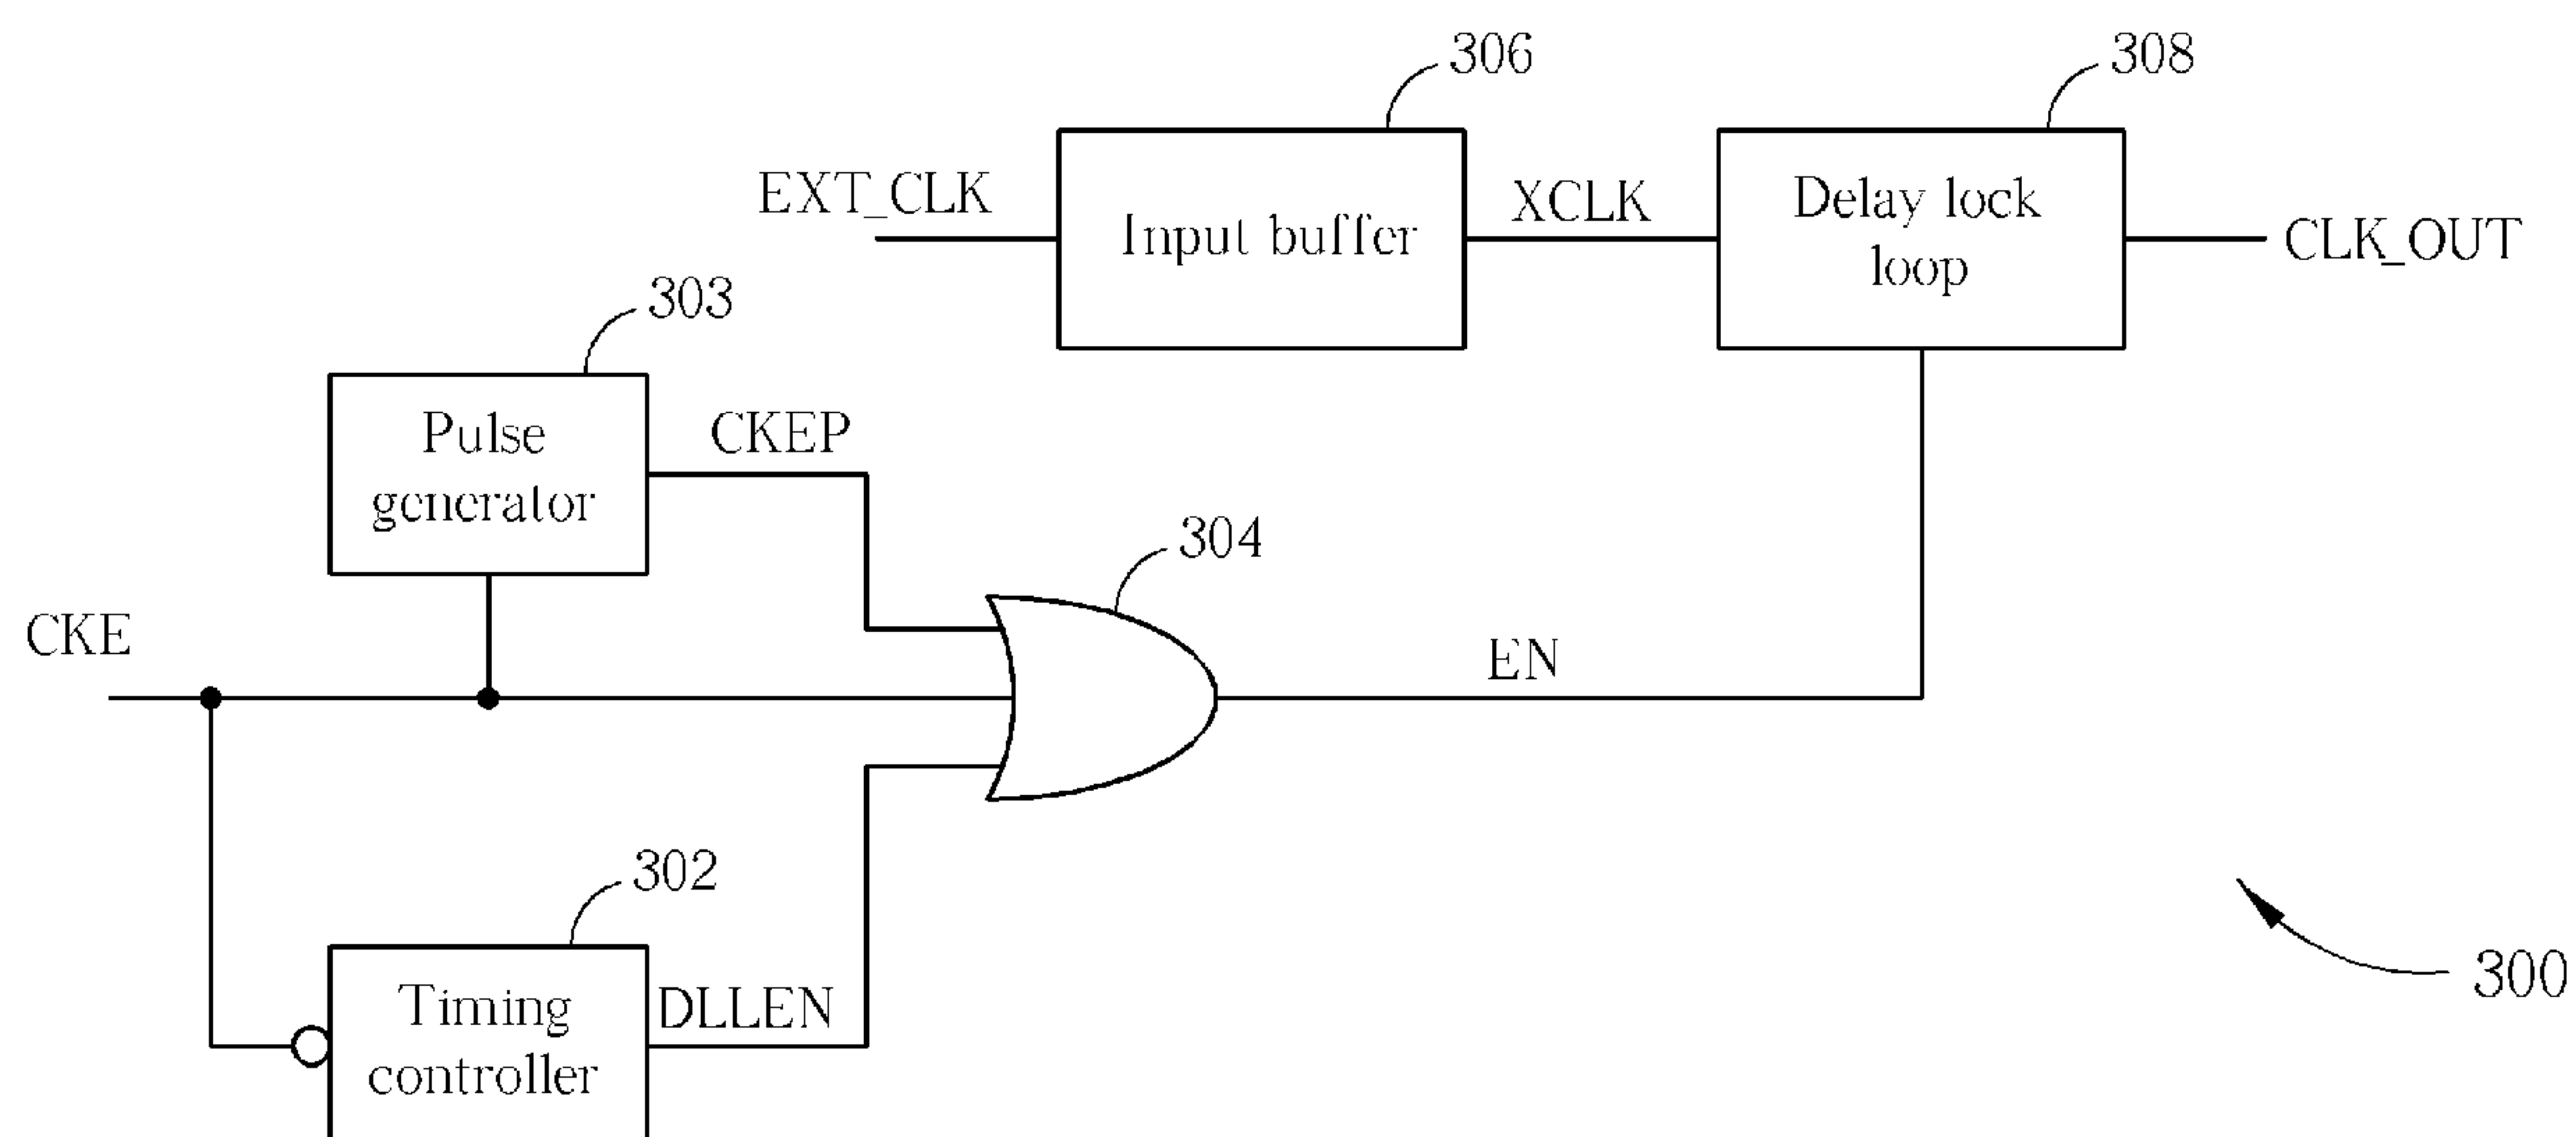 306
308
EXT_CLK
Input buffer
XCLK
Delay lock
loop
CLK_OUT
303
Pulse
generator
CKEP
304
CKE
EN
302
Timing
controller
DLLEN
300